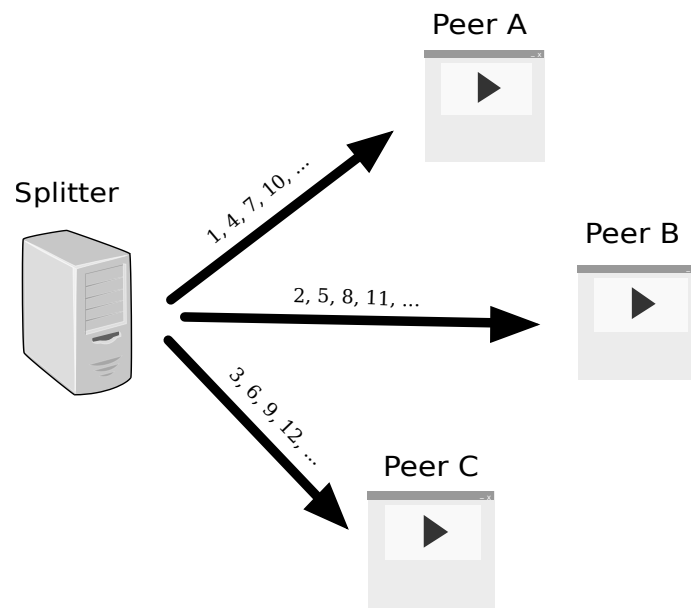 Peer A
1, 4, 7, 10, ...
Splitter
Peer B
2, 5, 8, 11, ...
3, 6, 9, 12, ...
Peer C